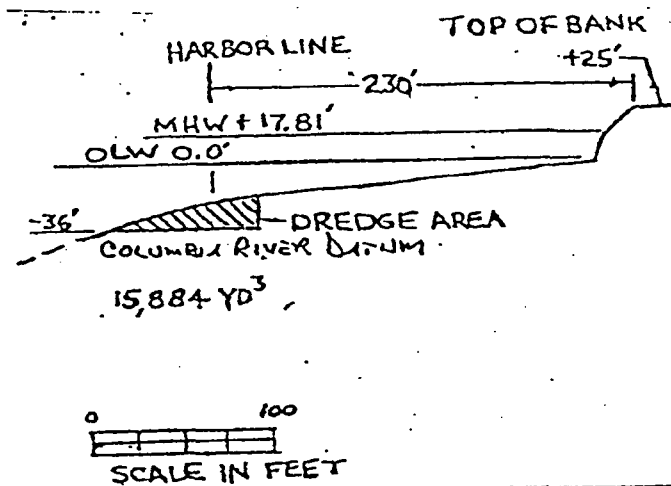 TOP OF BANK
+25'
HARBOR LINE
230'
MHW + 17.81'
OLW 0.0'
-36'
DREDGE AREA
COLUMBIA RIVER DATUM
15,884 YD³
0 100
SCALE IN FEET